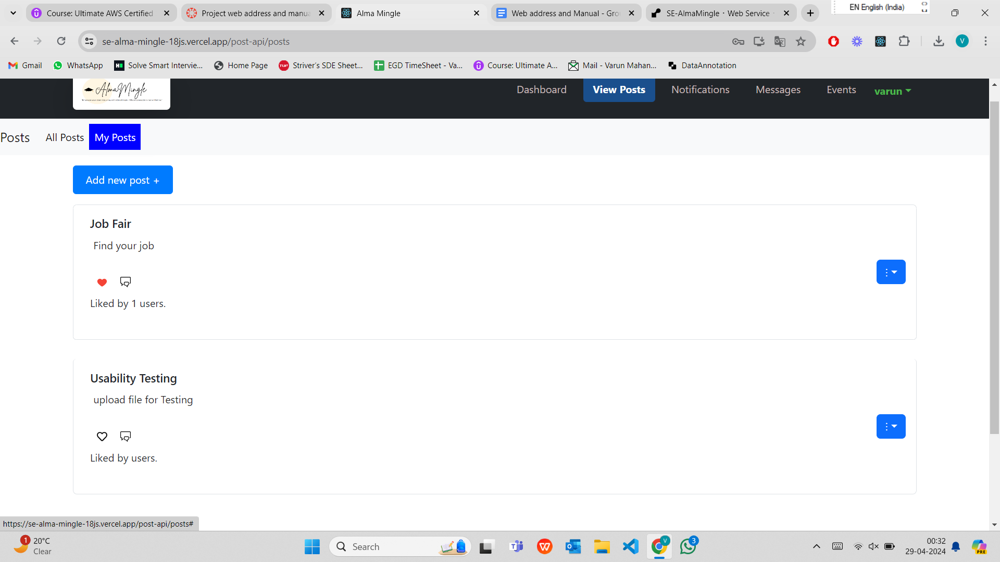 Course: Ultimate AWS Certified
Project web address and manua
Alma Mingle
Web address and Manual - Gro
SE-AlmaMingle · Web Service ·
EN English (India)
se-alma-mingle-18js.vercel.app/post-api/posts
V
Gmail
WhatsApp
Solve Smart Intervie...
Home Page
Striver's SDE Sheet...
EGD TimeSheet - Va...
Course: Ultimate A...
Mail - Varun Mahan...
DataAnnotation
AlmaMingle
Dashboard
View Posts
Notifications
Messages
Events
varun
Posts
All Posts
My Posts
Add new post +
Job Fair
Find your job
Liked by 1 users.
Usability Testing
upload file for Testing
Liked by users.
https://se-alma-mingle-18js.vercel.app/post-api/posts#
1
20°C
Clear
Search
V
3
00:32
29-04-2024
PRE